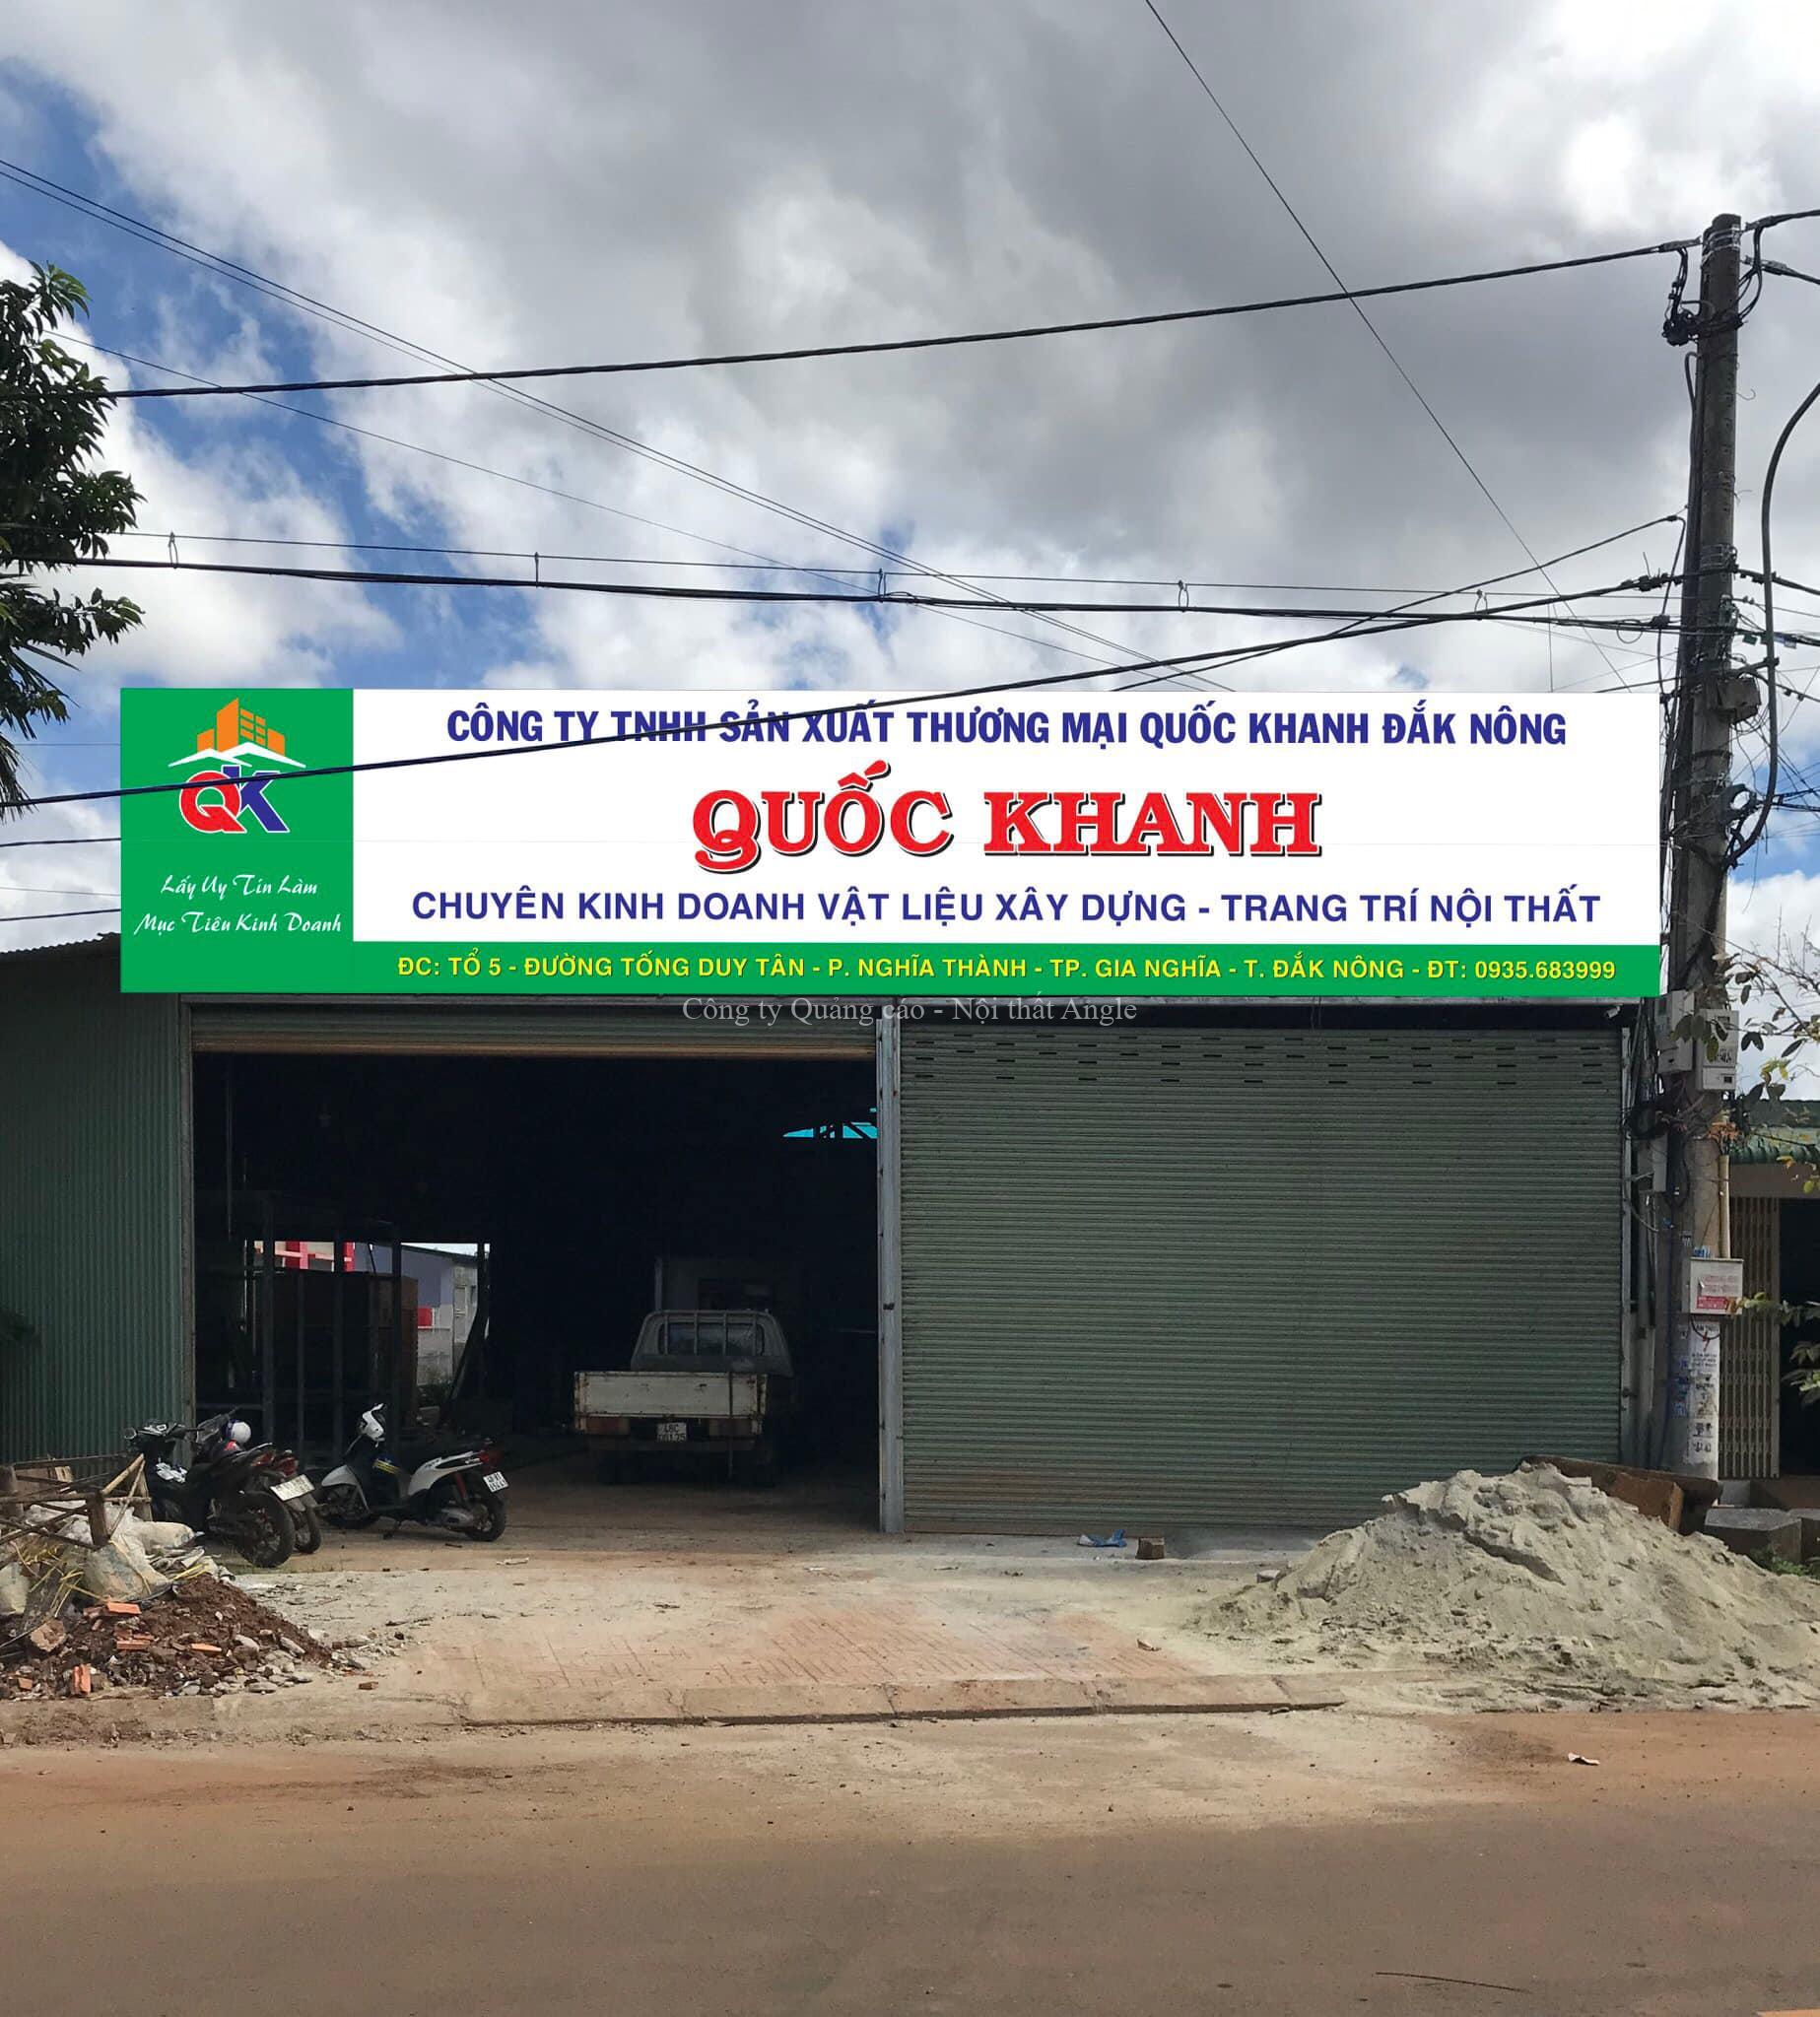 CÔNG TY TNHH SẢN XUẤT THƯƠNG MẠI QUỐC KHANH ĐẮK NÔNG
QK
QUỐC KHANH
Lấy Uy Tín Làm
Mục Tiêu Kinh Doanh
CHUYÊN KINH DOANH VẬT LIỆU XÂY DỰNG - TRANG TRÍ NỘI THẤT
ĐC: TỔ 5 - ĐƯỜNG TỐNG DUY TÂN - P. NGHĨA THÀNH - TP. GIA NGHĨA - T. ĐẮK NÔNG - ĐT: 0935.683999
Công ty Quảng cáo - Nội thất Angle